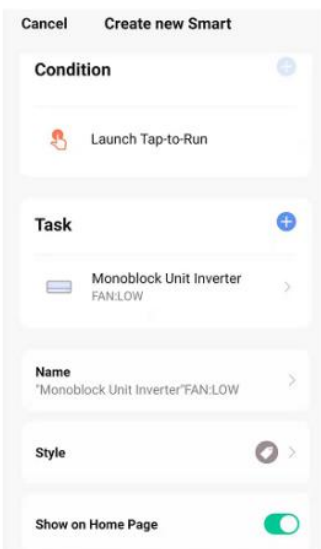 Cancel Create new Smart
Condition
Launch Tap-to-Run
Task
Monoblock Unit Inverter
FAN:LOW
Name
"Monoblock Unit Inverter"FAN:LOW
Style
Show on Home Page